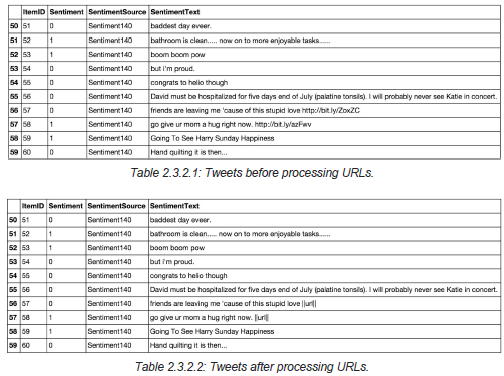 ItemID Sentiment SentimentSource SentimentText
50 51 0 Sentiment140 baddest day eveer.
51 52 1 Sentiment140 bathroom is clean..... now on to more enjoyable tasks......
52 53 1 Sentiment140 boom boom pow
53 54 0 Sentiment140 but i'm proud.
54 55 0 Sentiment140 congrats to helio though
55 56 0 Sentiment140 David must be hospitalized for five days end of July (palatine tonsils). I will probably never see Katie in concert.
56 57 0 Sentiment140 friends are leaving me 'cause of this stupid love http://bit.ly/ZoxZC
57 58 1 Sentiment140 go give ur mom a hug right now. http://bit.ly/azFwv
58 59 1 Sentiment140 Going To See Harry Sunday Happiness
59 60 0 Sentiment140 Hand quilting it is then...
Table 2.3.2.1: Tweets before processing URLs.
ItemID Sentiment SentimentSource SentimentText
50 51 0 Sentiment140 baddest day eveer.
51 52 1 Sentiment140 bathroom is clean..... now on to more enjoyable tasks......
52 53 1 Sentiment140 boom boom pow
53 54 0 Sentiment140 but i'm proud.
54 55 0 Sentiment140 congrats to helio though
55 56 0 Sentiment140 David must be hospitalized for five days end of July (palatine tonsils). I will probably never see Katie in concert.
56 57 0 Sentiment140 friends are leaving me 'cause of this stupid love ||url||
57 58 1 Sentiment140 go give ur mom a hug right now. ||url||
58 59 1 Sentiment140 Going To See Harry Sunday Happiness
59 60 0 Sentiment140 Hand quilting it is then...
Table 2.3.2.2: Tweets after processing URLs.